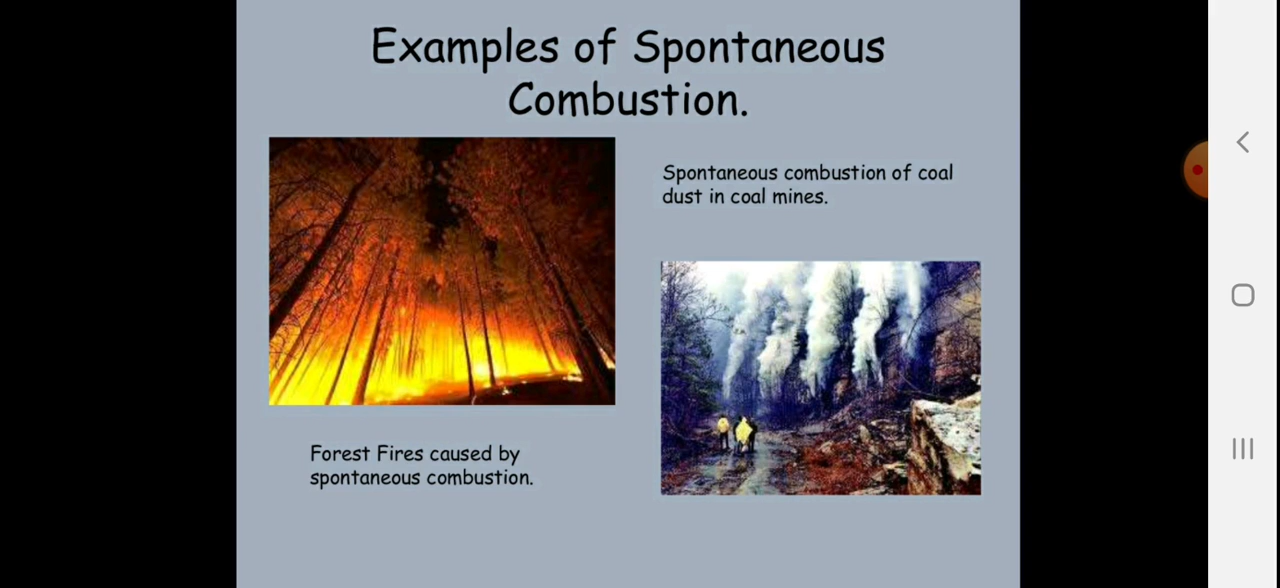 Examples of Spontaneous
Combustion.
Spontaneous combustion of coal
dust in coal mines.
Forest Fires caused by
spontaneous combustion.